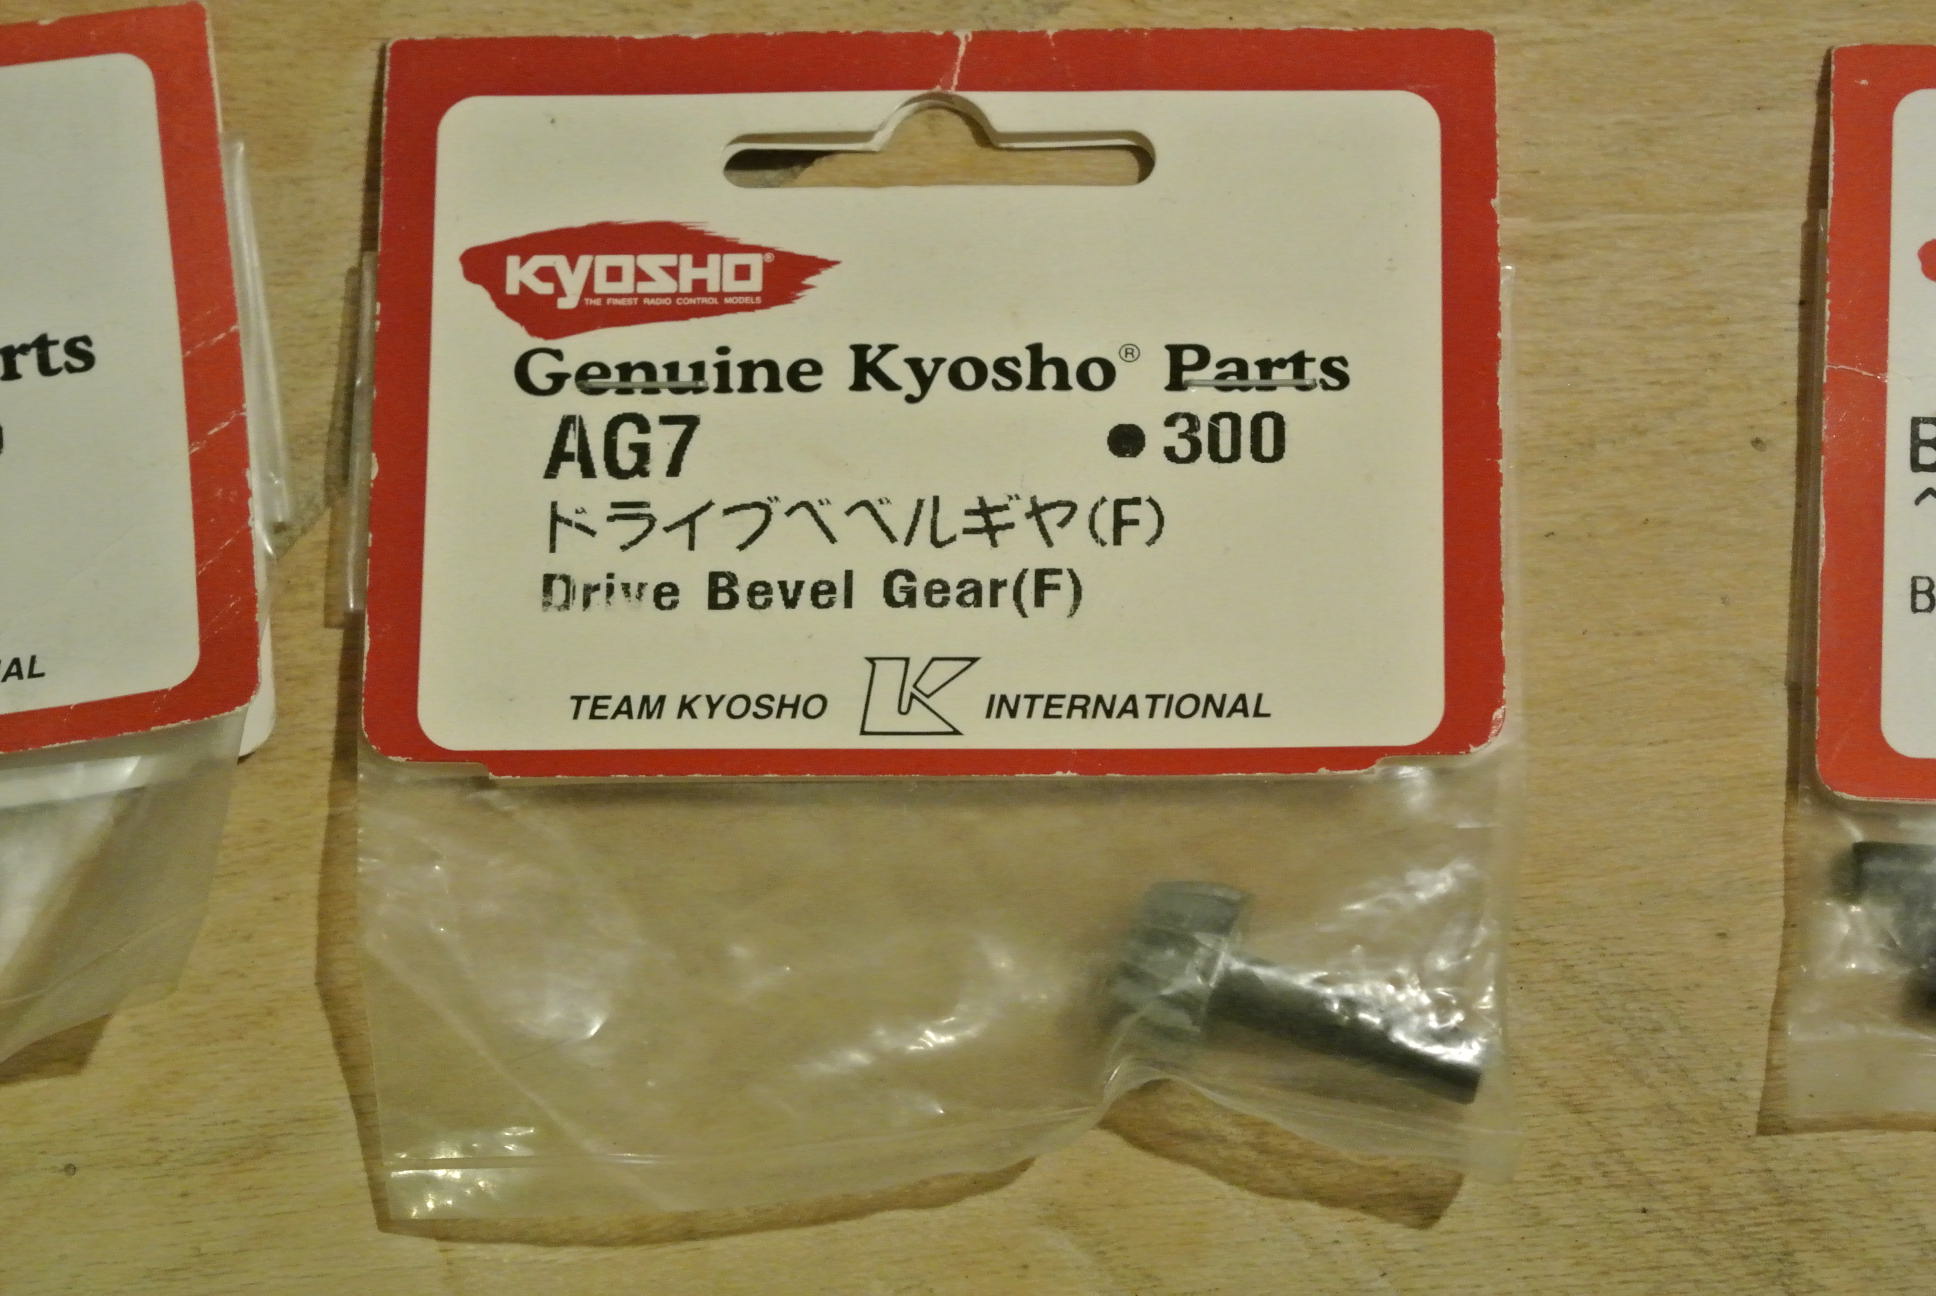 KYOSHO®
THE FINEST RADIO CONTROL MODELS
Genuine Kyosho® Parts
AG7 ●300
ドライブベベルギヤ(F)
Drive Bevel Gear(F)
TEAM KYOSHO K INTERNATIONAL
rts
AL
B
B